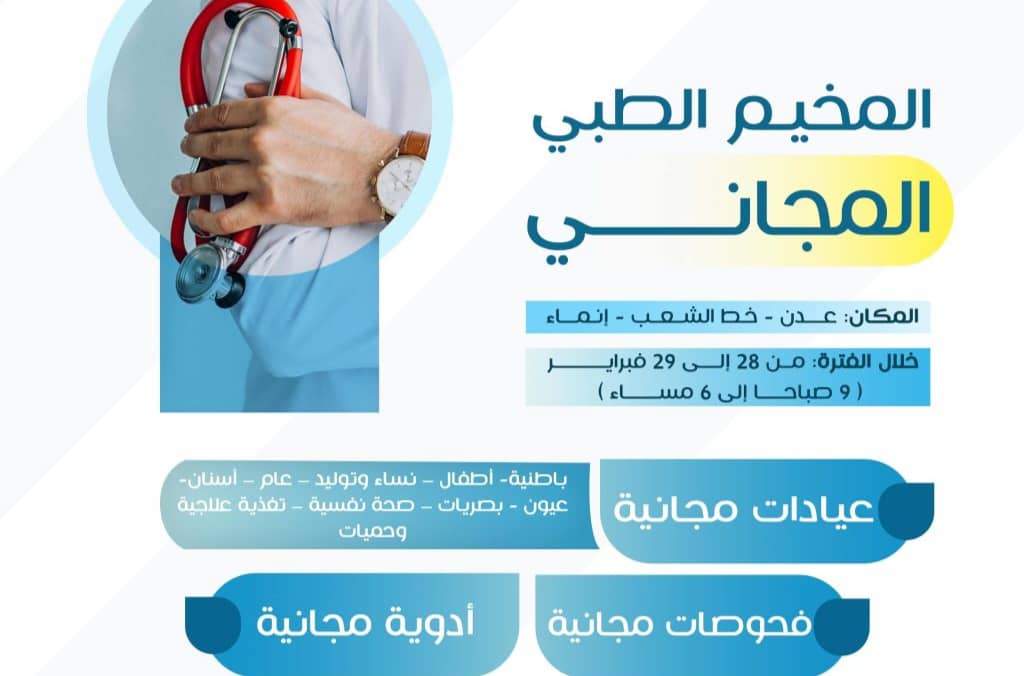 المخيم الطبي
المجاني
المكان: عدن - خط الشعب - إنماء
خلال الفترة: من 28 إلى 29 فبراير
( 9 صباحا إلى 6 مساء )
عيادات مجانية
باطنية- أطفال – نساء وتوليد – عام – أسنان-
عيون - بصريات – صحة نفسية – تغذية علاجية
وحميات
فحوصات مجانية
أدوية مجانية